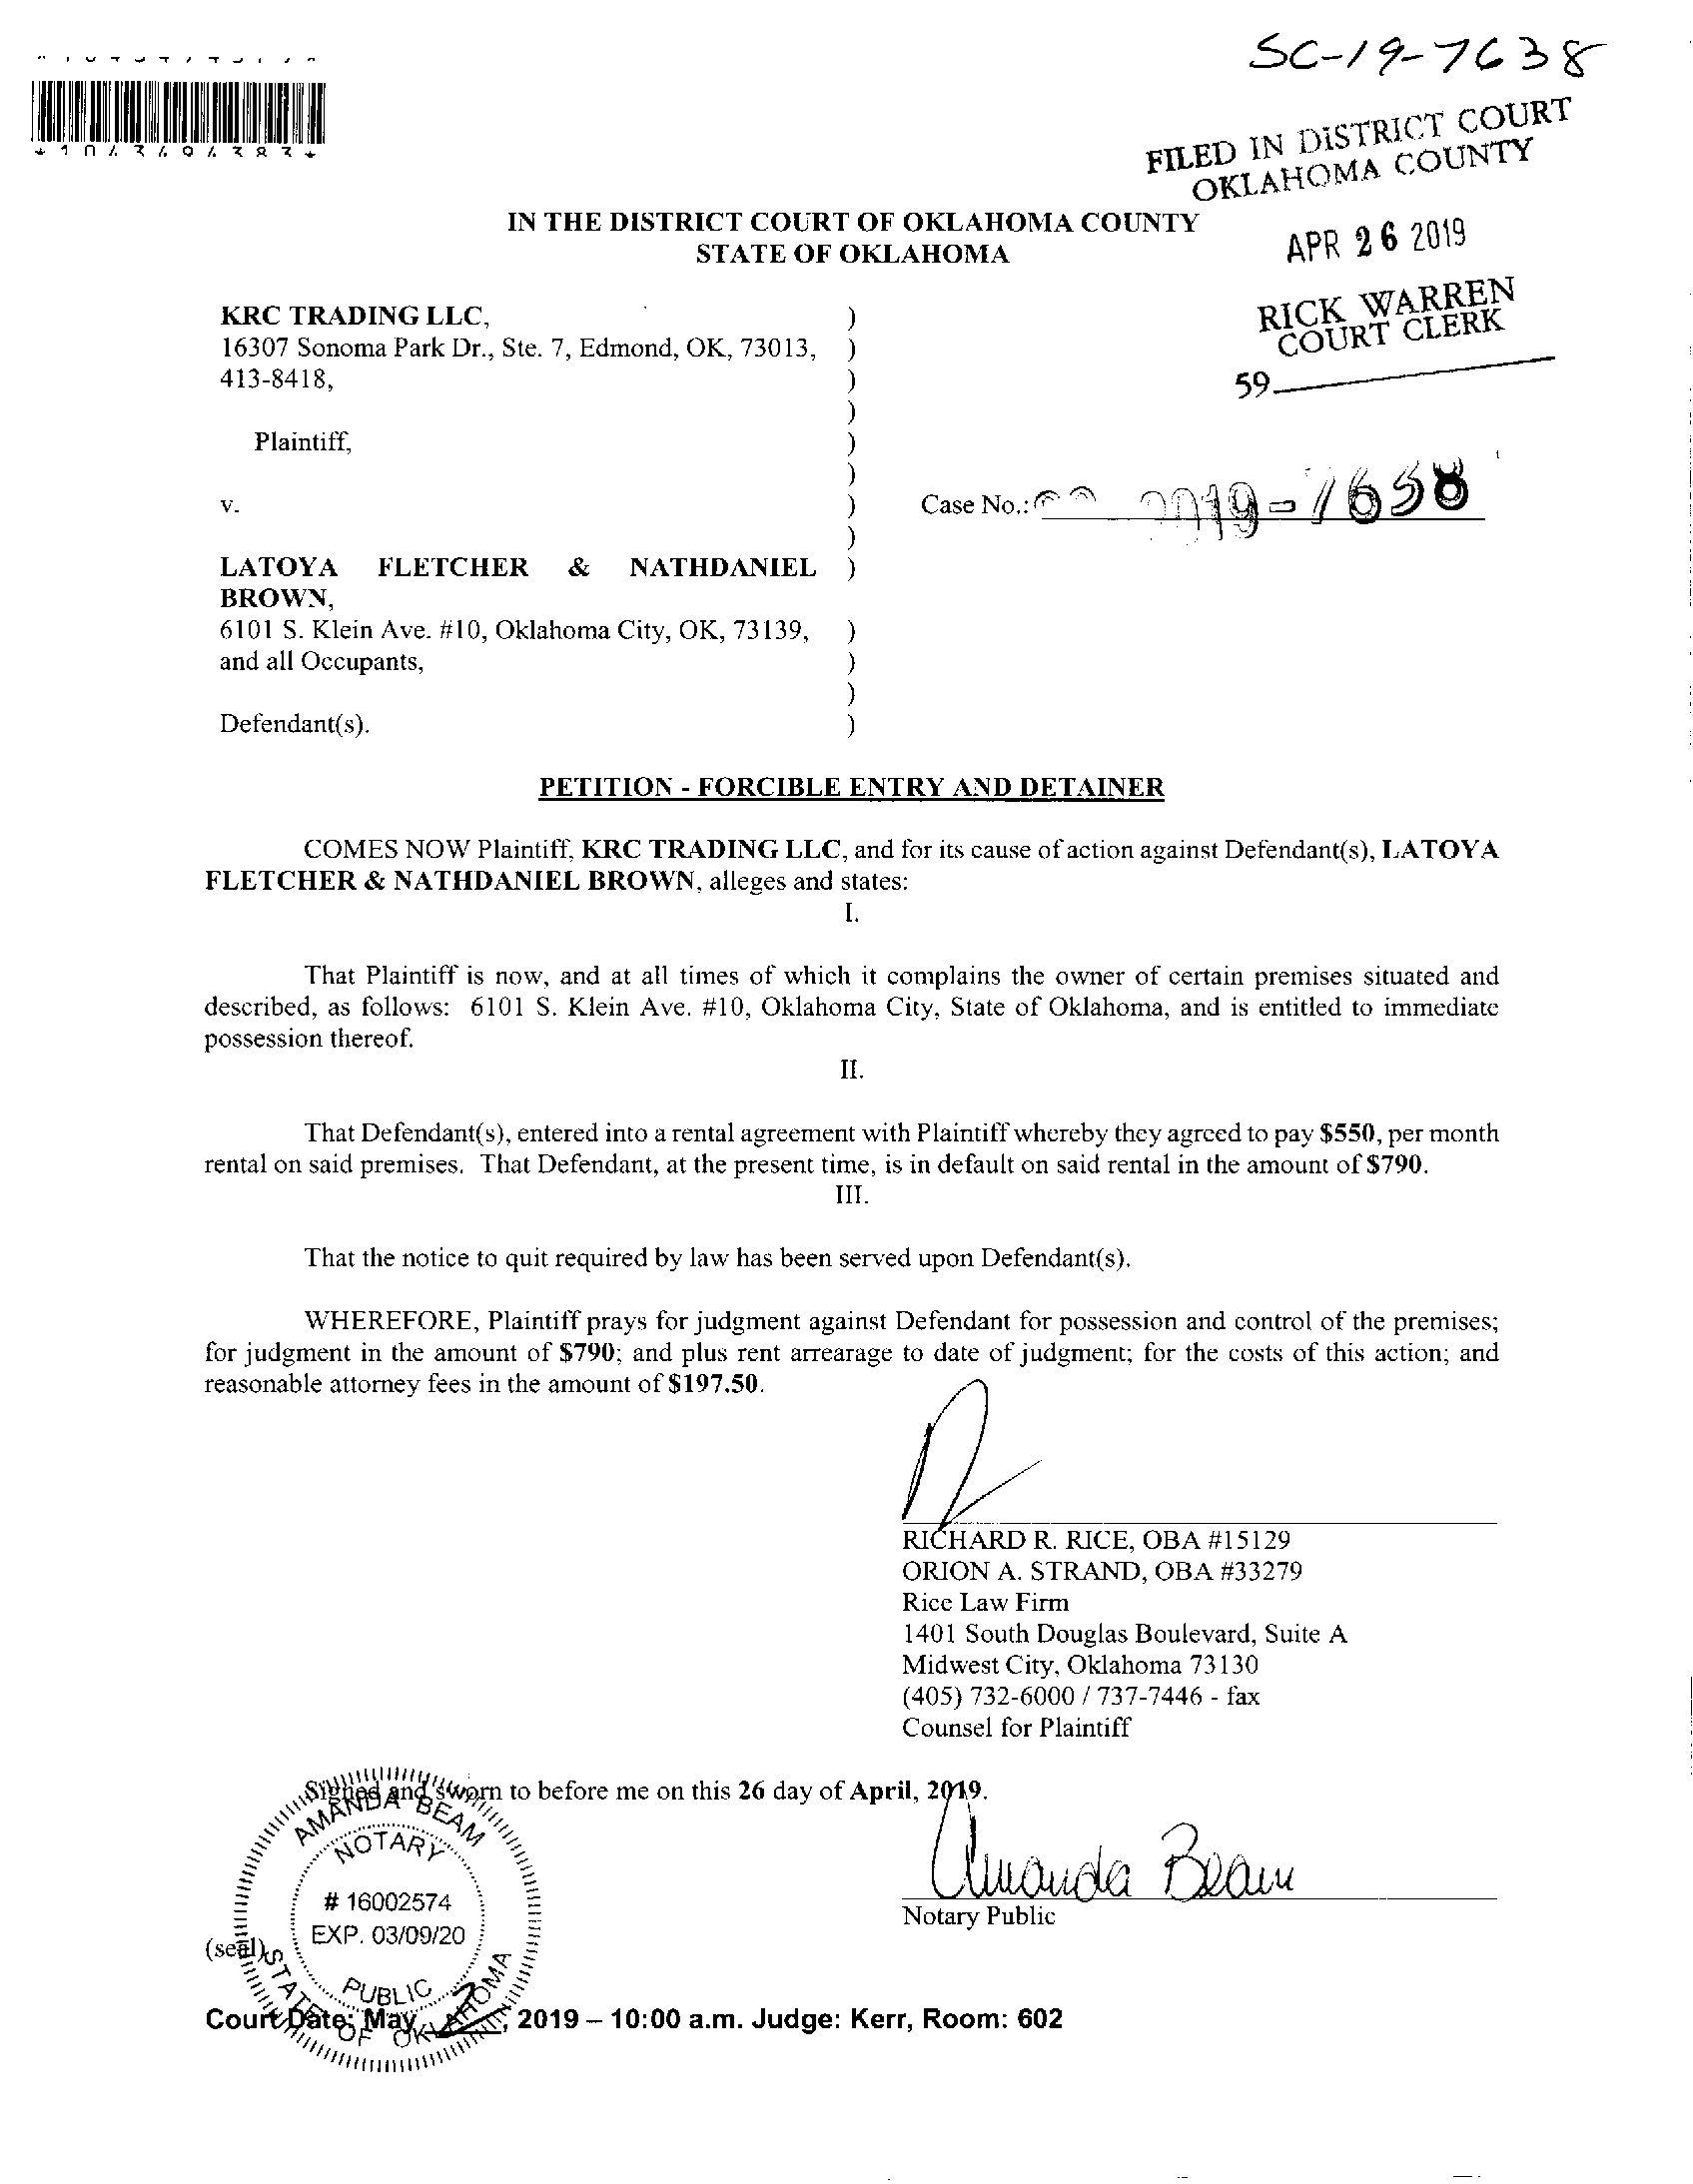 SC-19-7638
FILED IN DISTRICT COURT
OKLAHOMA COUNTY
APR 26 2019
RICK WARREN
COURT CLERK
59
IN THE DISTRICT COURT OF OKLAHOMA COUNTY
STATE OF OKLAHOMA
KRC TRADING LLC, )
16307 Sonoma Park Dr., Ste. 7, Edmond, OK, 73013, )
413-8418, )
)
Plaintiff, )
)
v. )
Case No.: 2019-7638
)
LATOYA FLETCHER & NATHDANIEL )
BROWN,
6101 S. Klein Ave. #10, Oklahoma City, OK, 73139, )
and all Occupants, )
)
Defendant(s). )
PETITION - FORCIBLE ENTRY AND DETAINER
COMES NOW Plaintiff, KRC TRADING LLC, and for its cause of action against Defendant(s), LATOYA
FLETCHER & NATHDANIEL BROWN, alleges and states:
I.
That Plaintiff is now, and at all times of which it complains the owner of certain premises situated and
described, as follows: 6101 S. Klein Ave. #10, Oklahoma City, State of Oklahoma, and is entitled to immediate
possession thereof.
II.
That Defendant(s), entered into a rental agreement with Plaintiff whereby they agreed to pay $550, per month
rental on said premises. That Defendant, at the present time, is in default on said rental in the amount of $790.
III.
That the notice to quit required by law has been served upon Defendant(s).
WHEREFORE, Plaintiff prays for judgment against Defendant for possession and control of the premises;
for judgment in the amount of $790; and plus rent arrearage to date of judgment; for the costs of this action; and
reasonable attorney fees in the amount of $197.50.
RICHARD R. RICE, OBA #15129
ORION A. STRAND, OBA #33279
Rice Law Firm
1401 South Douglas Boulevard, Suite A
Midwest City, Oklahoma 73130
(405) 732-6000 / 737-7446 - fax
Counsel for Plaintiff
Signed and sworn to before me on this 26 day of April, 2019.
Amanda Beam
Notary Public
AMANDA BEAM
NOTARY
# 16002574
EXP. 03/09/20
PUBLIC
STATE OF OKLAHOMA
(seal)
Court Date: May , 2019 – 10:00 a.m. Judge: Kerr, Room: 602